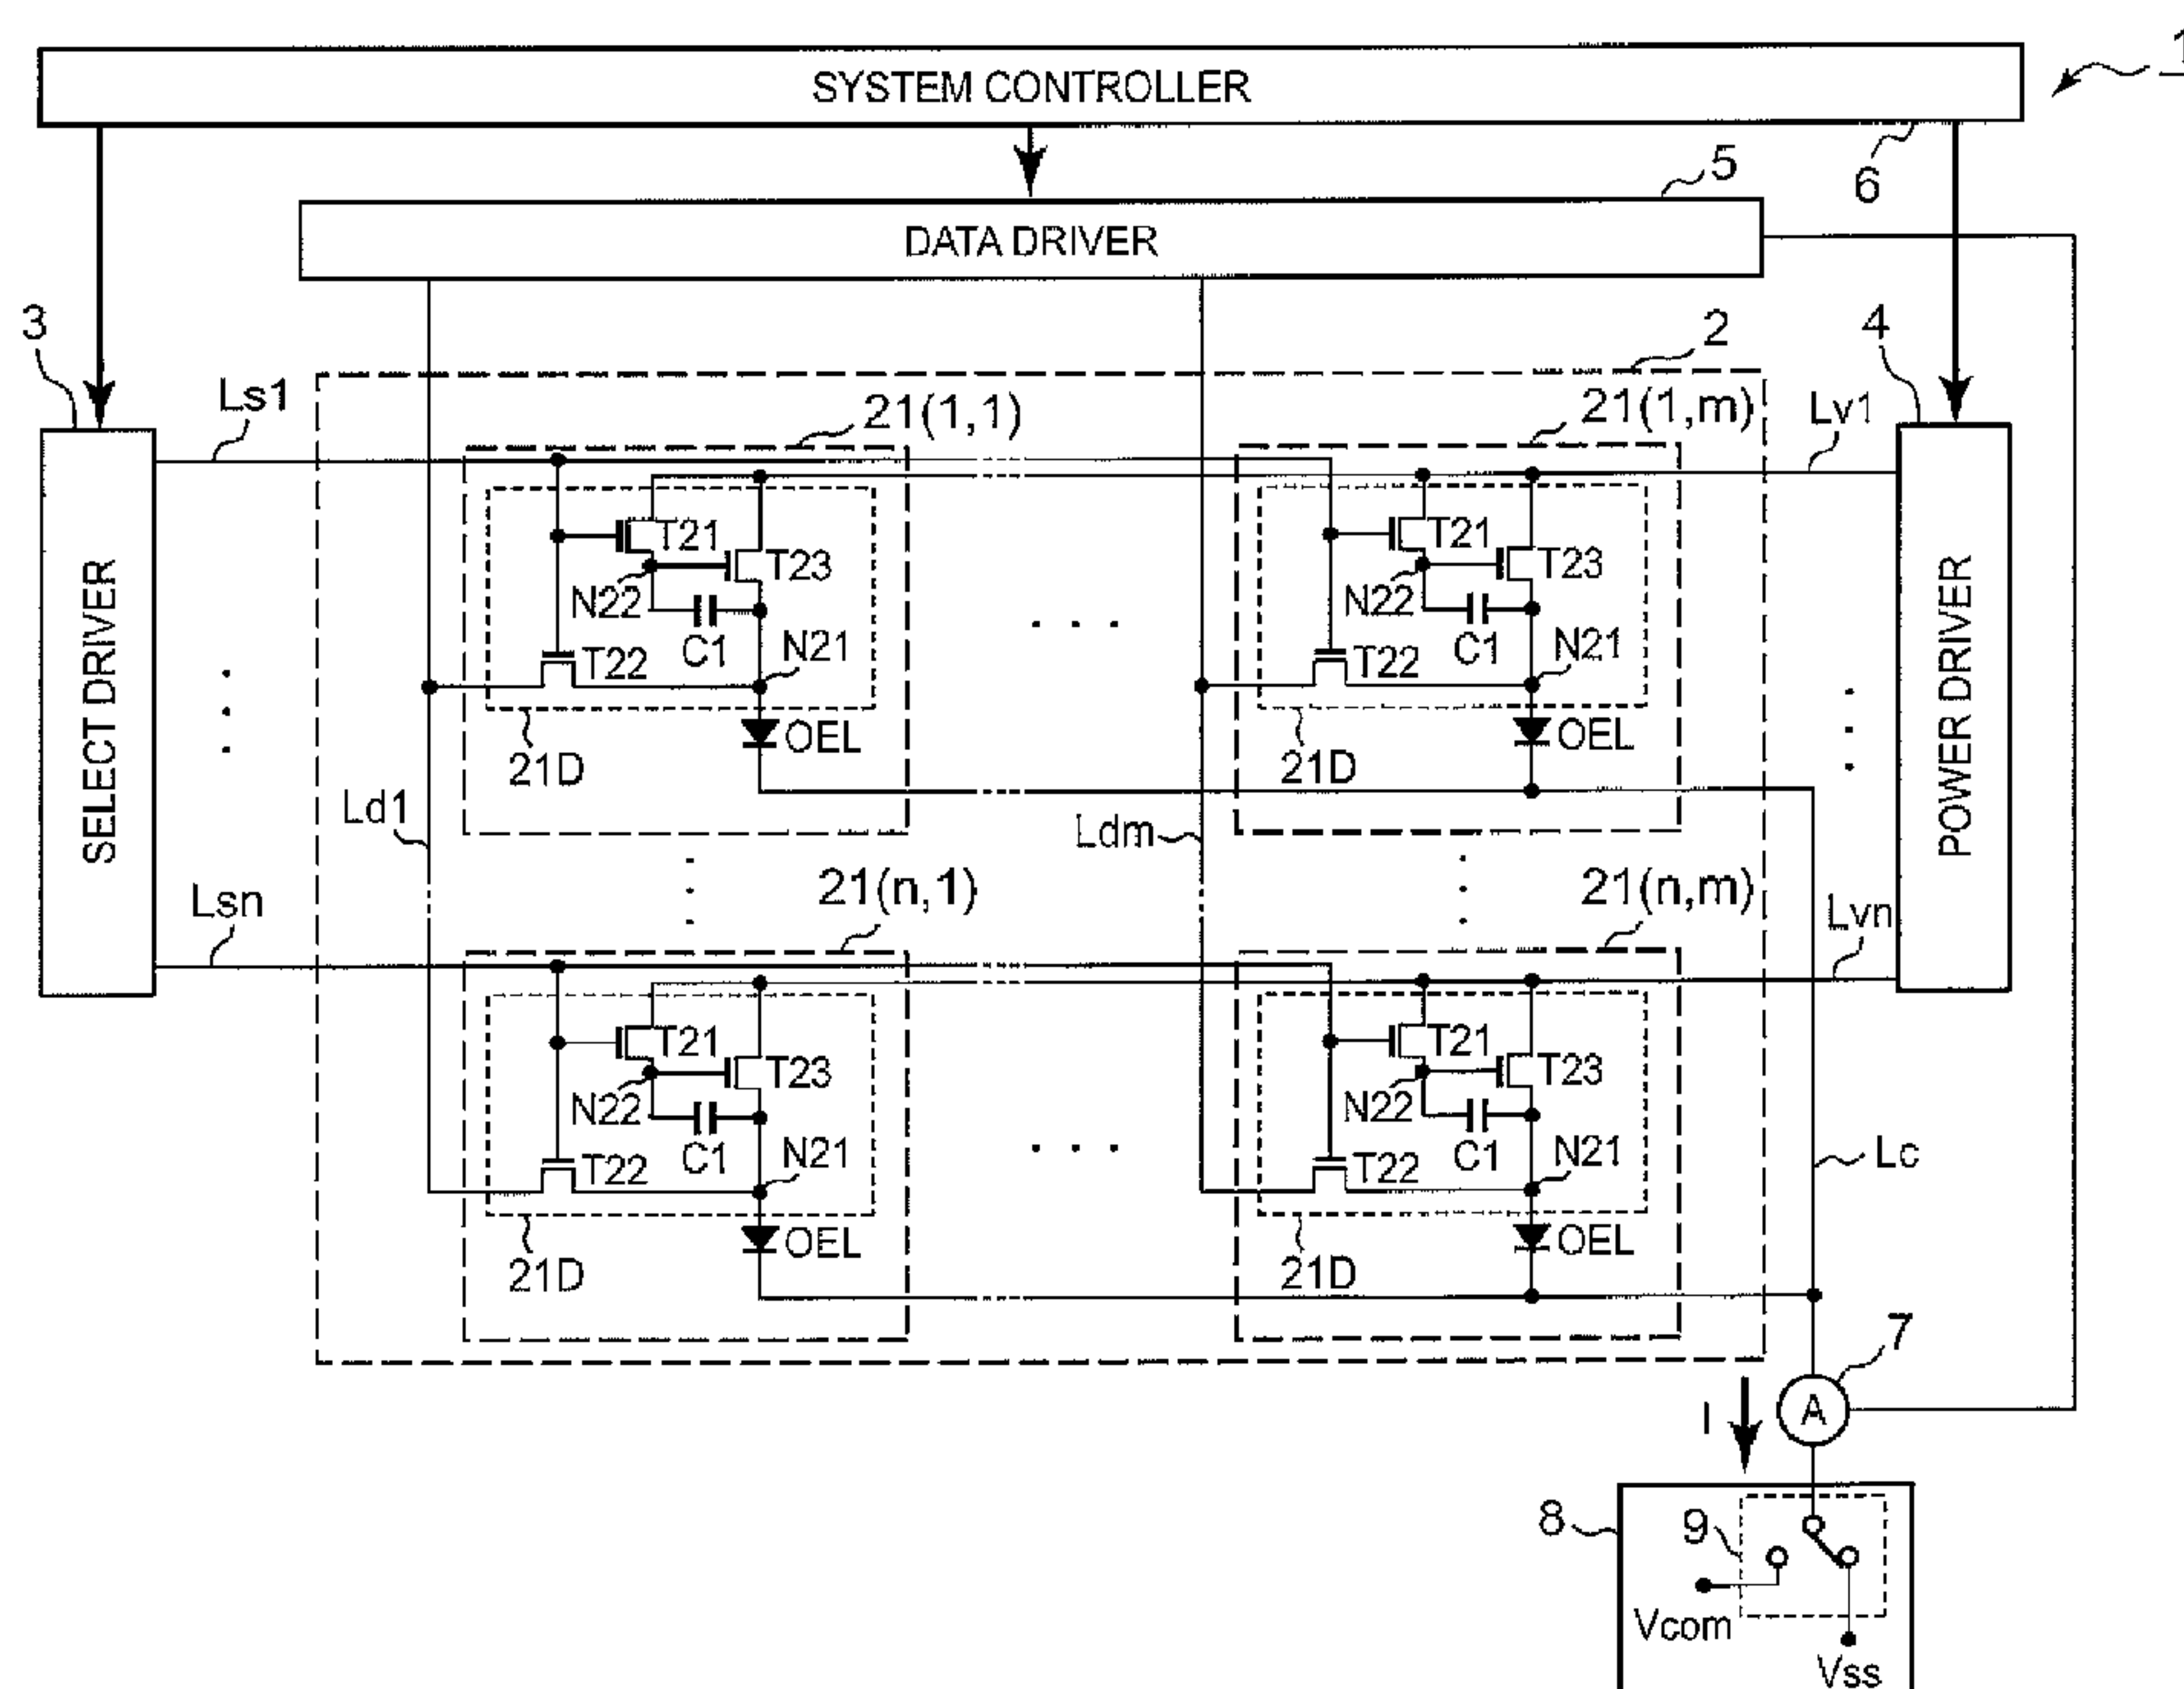 1
SYSTEM CONTROLLER
6
5
DATA DRIVER
3
2
4
Ls1
21(1,1)
21(1,m)
Lv1
T21
T23
N22
C1
N21
T22
OEL
21D
T21
T23
N22
C1
N21
T22
OEL
21D
SELECT DRIVER
POWER DRIVER
Ld1
Ldm
Lsn
21(n,1)
21(n,m)
Lvn
T21
T23
N22
C1
N21
T22
OEL
21D
T21
T23
N22
C1
N21
T22
OEL
21D
Lc
7
A
I
8
9
Vcom
Vss